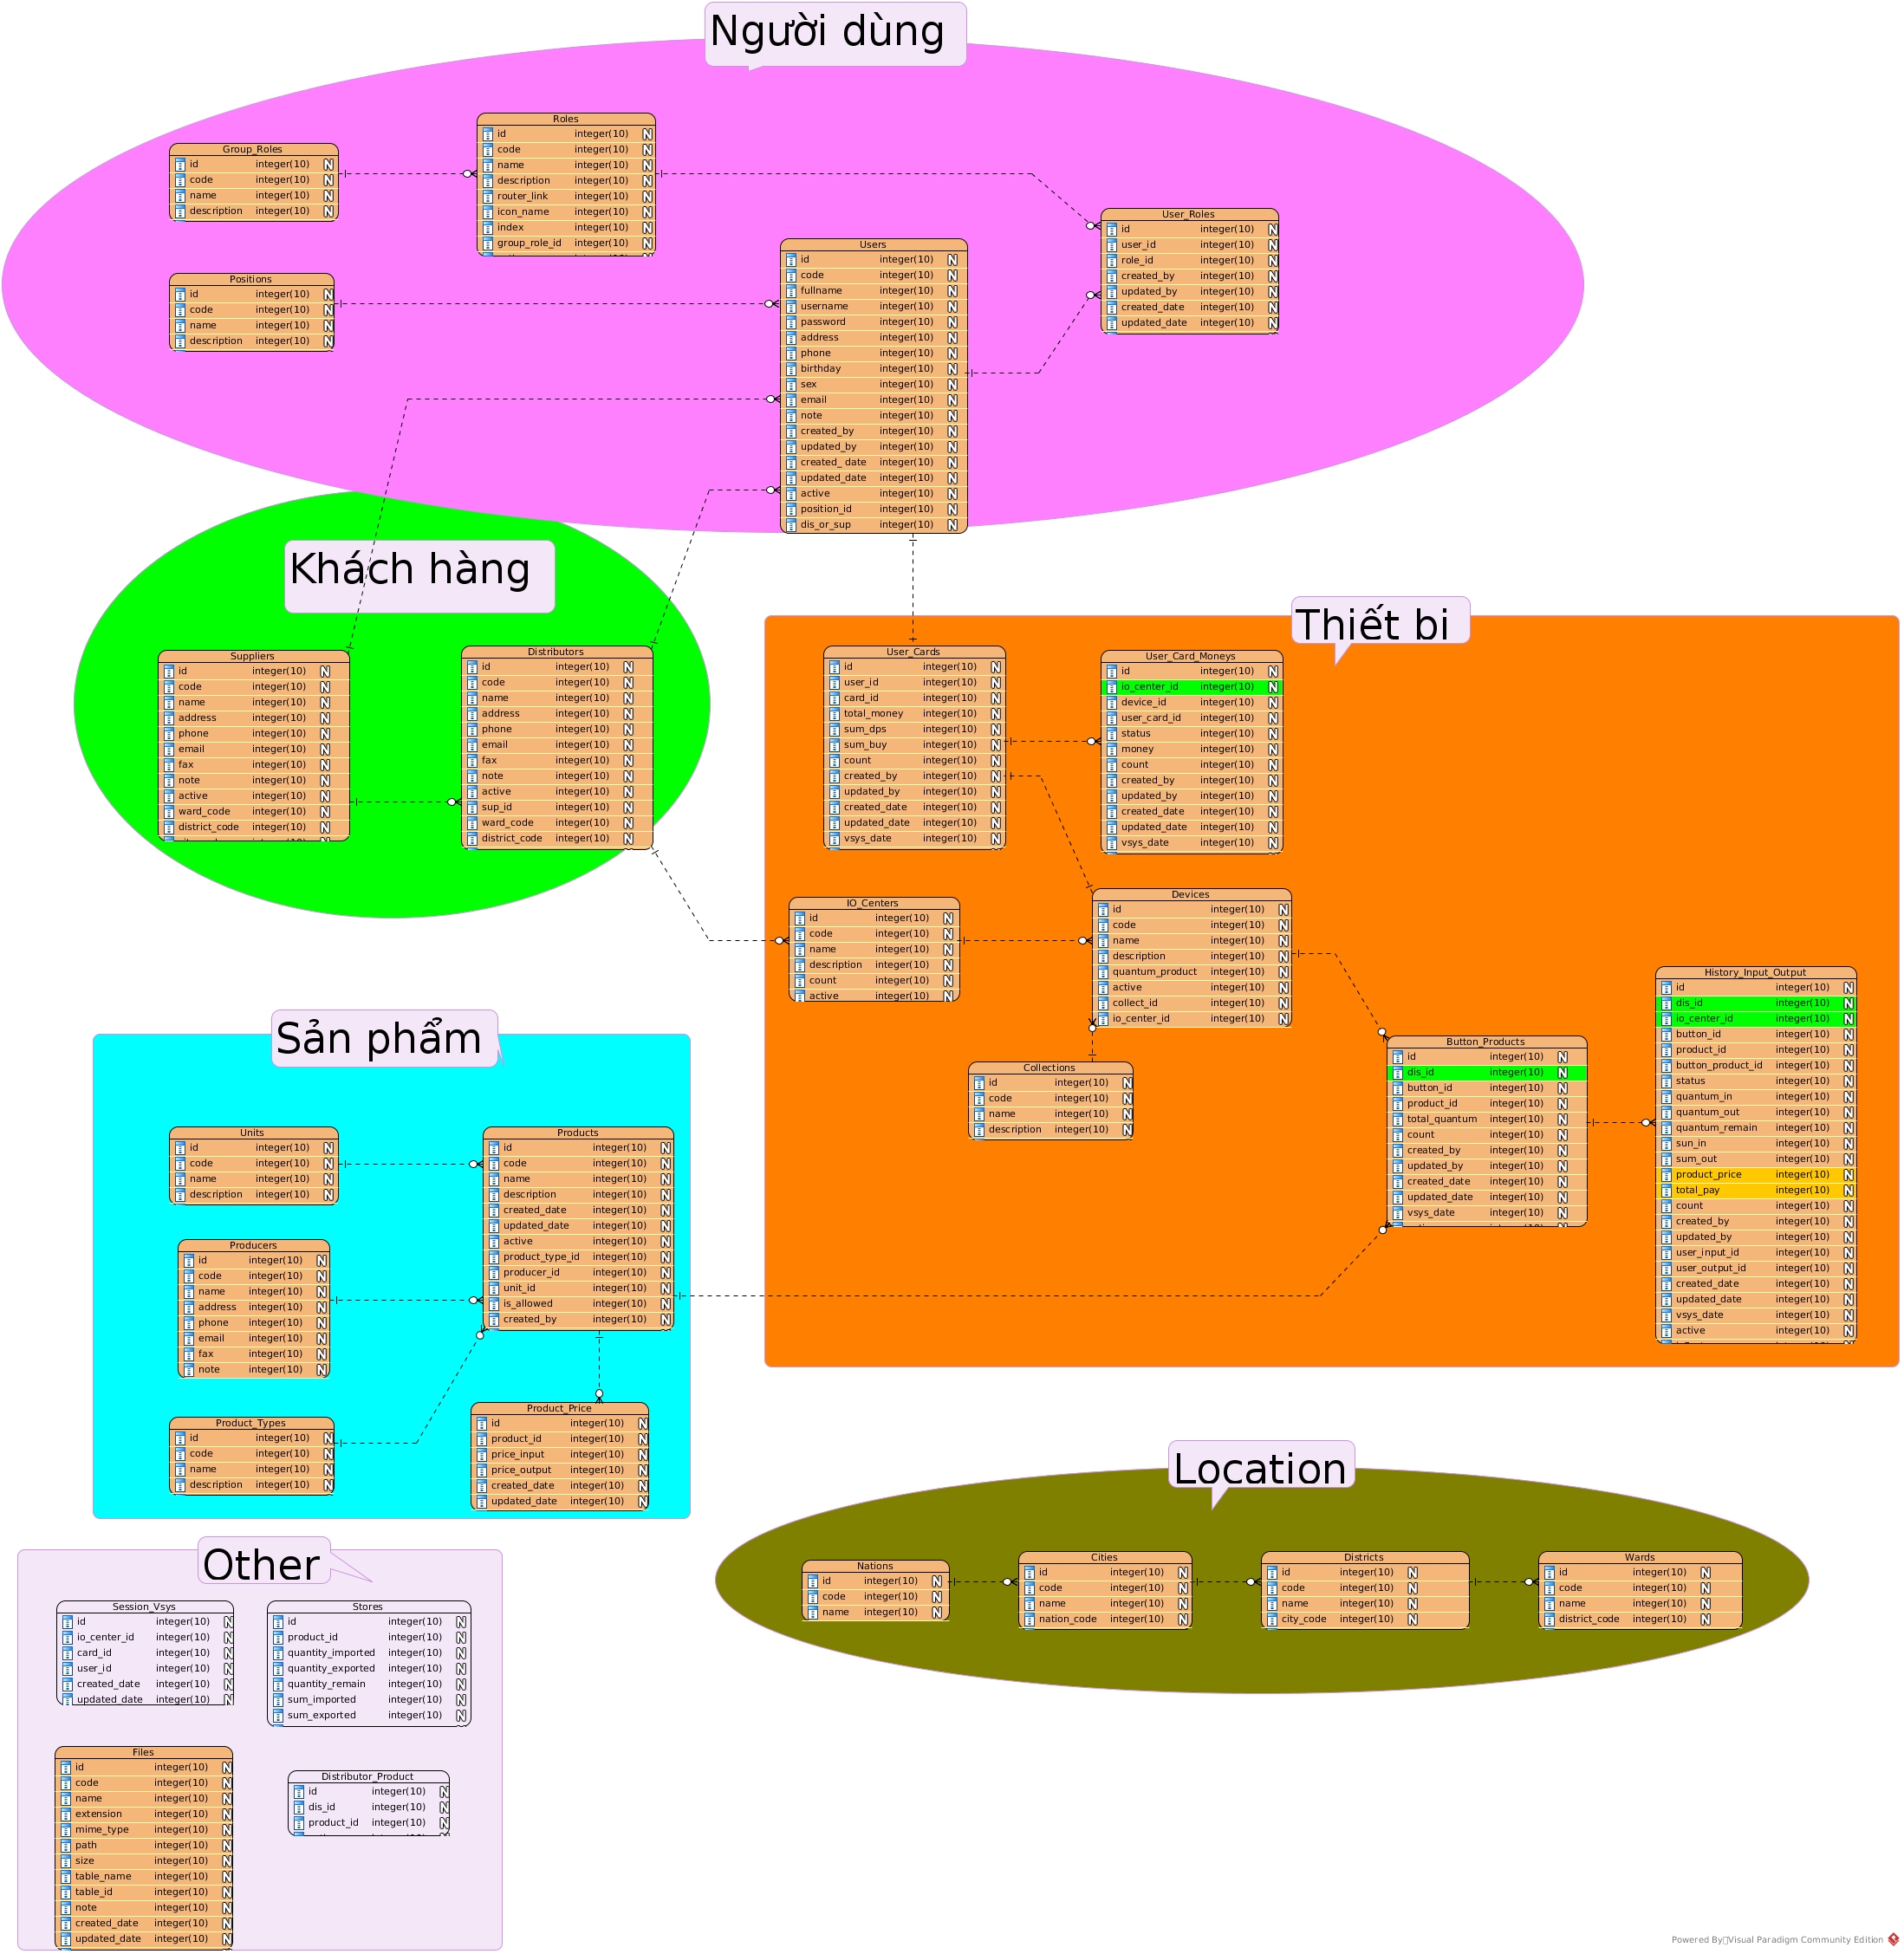 Người dùng
Group_Roles
id integer(10) N
code integer(10) N
name integer(10) N
description integer(10) N
Roles
id integer(10) N
code integer(10) N
name integer(10) N
description integer(10) N
router_link integer(10) N
icon_name integer(10) N
index integer(10) N
group_role_id integer(10) N
User_Roles
id integer(10) N
user_id integer(10) N
role_id integer(10) N
created_by integer(10) N
updated_by integer(10) N
created_date integer(10) N
updated_date integer(10) N
Positions
id integer(10) N
code integer(10) N
name integer(10) N
description integer(10) N
Users
id integer(10) N
code integer(10) N
fullname integer(10) N
username integer(10) N
password integer(10) N
address integer(10) N
phone integer(10) N
birthday integer(10) N
sex integer(10) N
email integer(10) N
note integer(10) N
created_by integer(10) N
updated_by integer(10) N
created_ date integer(10) N
updated_date integer(10) N
active integer(10) N
position_id integer(10) N
dis_or_sup integer(10) N
Khách hàng
Suppliers
id integer(10) N
code integer(10) N
name integer(10) N
address integer(10) N
phone integer(10) N
email integer(10) N
fax integer(10) N
note integer(10) N
active integer(10) N
ward_code integer(10) N
district_code integer(10) N
Distributors
id integer(10) N
code integer(10) N
name integer(10) N
address integer(10) N
phone integer(10) N
email integer(10) N
fax integer(10) N
note integer(10) N
active integer(10) N
sup_id integer(10) N
ward_code integer(10) N
district_code integer(10) N
Thiết bi
User_Cards
id integer(10) N
user_id integer(10) N
card_id integer(10) N
total_money integer(10) N
sum_dps integer(10) N
sum_buy integer(10) N
count integer(10) N
created_by integer(10) N
updated_by integer(10) N
created_date integer(10) N
updated_date integer(10) N
vsys_date integer(10) N
User_Card_Moneys
id integer(10) N
io_center_id integer(10) N
device_id integer(10) N
user_card_id integer(10) N
status integer(10) N
money integer(10) N
count integer(10) N
created_by integer(10) N
updated_by integer(10) N
created_date integer(10) N
updated_date integer(10) N
vsys_date integer(10) N
IO_Centers
id integer(10) N
code integer(10) N
name integer(10) N
description integer(10) N
count integer(10) N
active integer(10) N
Devices
id integer(10) N
code integer(10) N
name integer(10) N
description integer(10) N
quantum_product integer(10) N
active integer(10) N
collect_id integer(10) N
io_center_id integer(10) N
Collections
id integer(10) N
code integer(10) N
name integer(10) N
description integer(10) N
Button_Products
id integer(10) N
dis_id integer(10) N
button_id integer(10) N
product_id integer(10) N
total_quantum integer(10) N
count integer(10) N
created_by integer(10) N
updated_by integer(10) N
created_date integer(10) N
updated_date integer(10) N
vsys_date integer(10) N
History_Input_Output
id integer(10) N
dis_id integer(10) N
io_center_id integer(10) N
button_id integer(10) N
product_id integer(10) N
button_product_id integer(10) N
status integer(10) N
quantum_in integer(10) N
quantum_out integer(10) N
quantum_remain integer(10) N
sun_in integer(10) N
sum_out integer(10) N
product_price integer(10) N
total_pay integer(10) N
count integer(10) N
created_by integer(10) N
updated_by integer(10) N
user_input_id integer(10) N
user_output_id integer(10) N
created_date integer(10) N
updated_date integer(10) N
vsys_date integer(10) N
active integer(10) N
Sản phẩm
Units
id integer(10) N
code integer(10) N
name integer(10) N
description integer(10) N
Products
id integer(10) N
code integer(10) N
name integer(10) N
description integer(10) N
created_date integer(10) N
updated_date integer(10) N
active integer(10) N
product_type_id integer(10) N
producer_id integer(10) N
unit_id integer(10) N
is_allowed integer(10) N
created_by integer(10) N
Producers
id integer(10) N
code integer(10) N
name integer(10) N
address integer(10) N
phone integer(10) N
email integer(10) N
fax integer(10) N
note integer(10) N
Product_Types
id integer(10) N
code integer(10) N
name integer(10) N
description integer(10) N
Product_Price
id integer(10) N
product_id integer(10) N
price_input integer(10) N
price_output integer(10) N
created_date integer(10) N
updated_date integer(10) N
Location
Nations
id integer(10) N
code integer(10) N
name integer(10) N
Cities
id integer(10) N
code integer(10) N
name integer(10) N
nation_code integer(10) N
Districts
id integer(10) N
code integer(10) N
name integer(10) N
city_code integer(10) N
Wards
id integer(10) N
code integer(10) N
name integer(10) N
district_code integer(10) N
Other
Session_Vsys
id integer(10) N
io_center_id integer(10) N
card_id integer(10) N
user_id integer(10) N
created_date integer(10) N
updated_date integer(10) N
Stores
id integer(10) N
product_id integer(10) N
quantity_imported integer(10) N
quantity_exported integer(10) N
quantity_remain integer(10) N
sum_imported integer(10) N
sum_exported integer(10) N
Files
id integer(10) N
code integer(10) N
name integer(10) N
extension integer(10) N
mime_type integer(10) N
path integer(10) N
size integer(10) N
table_name integer(10) N
table_id integer(10) N
note integer(10) N
created_date integer(10) N
updated_date integer(10) N
Distributor_Product
id integer(10) N
dis_id integer(10) N
product_id integer(10) N
Powered By Visual Paradigm Community Edition